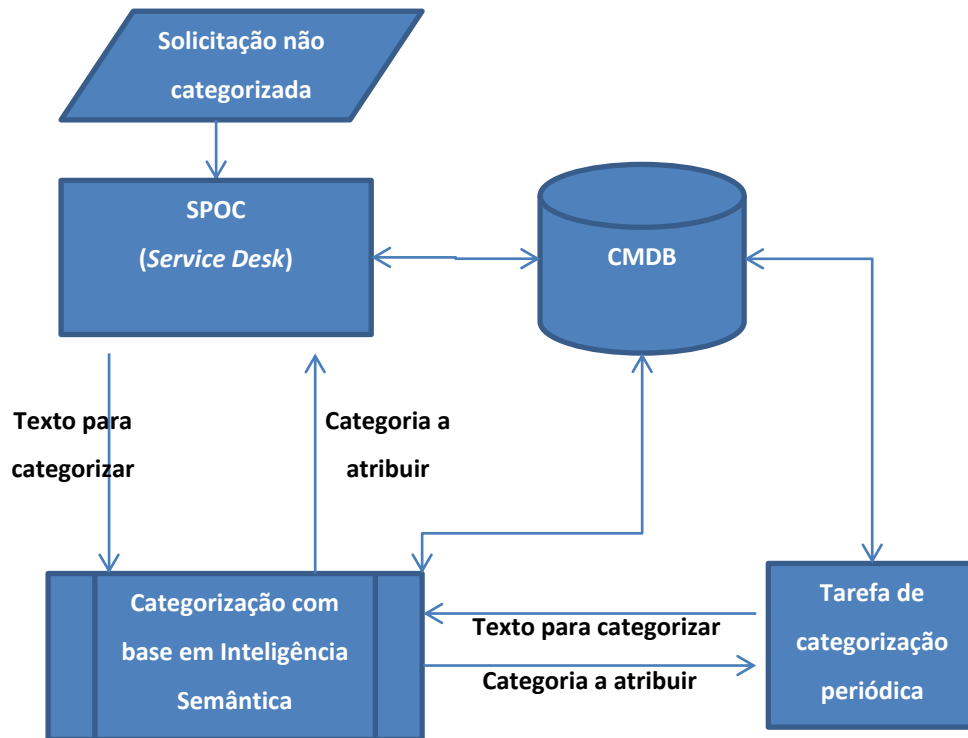 Solicitação não
categorizada
SPOC
(Service Desk)
CMDB
Texto para
categorizar
Categoria a
atribuir
Categorização com
base em Inteligência
Semântica
Texto para categorizar
Categoria a atribuir
Tarefa de
categorização
periódica